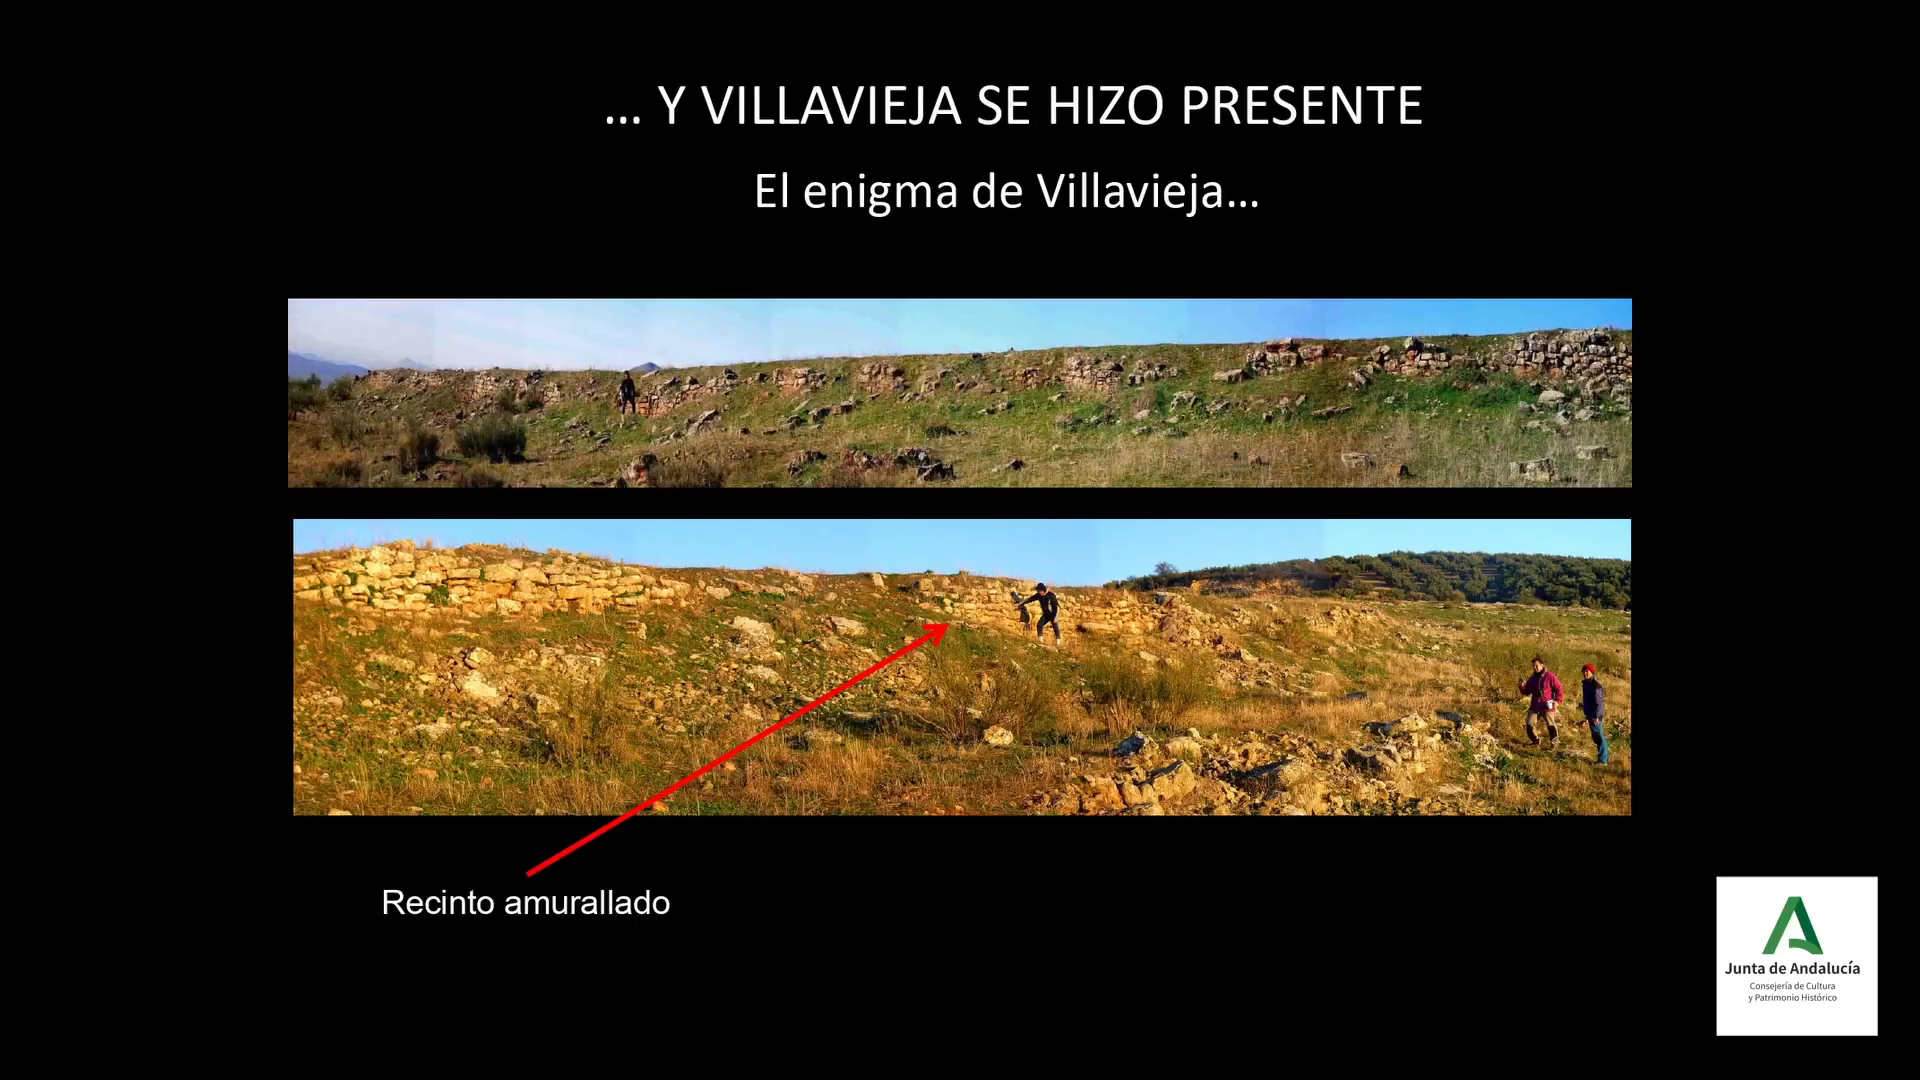 ... Y VILLAVIEJA SE HIZO PRESENTE
El enigma de Villavieja...
Recinto amurallado
Junta de Andalucía
Consejería de Cultura
y Patrimonio Histórico